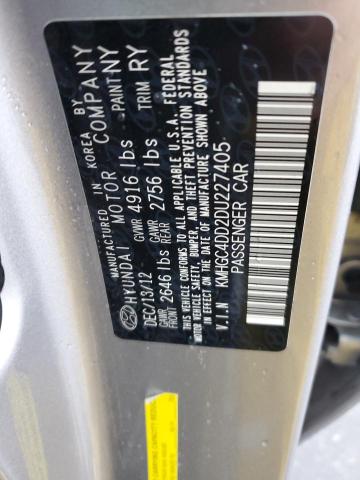 MANUFACTURED IN KOREA BY
HYUNDAI MOTOR COMPANY
DEC/13/12 GVWR 4916 lbs PAINT NY
GAWR FRONT 2646 lbs GAWR REAR 2756 lbs TRIM RY
THIS VEHICLE CONFORMS TO ALL APPLICABLE U.S.A. FEDERAL
MOTOR VEHICLE SAFETY, BUMPER, AND THEFT PREVENTION STANDARDS
IN EFFECT ON THE DATE OF MANUFACTURE SHOWN ABOVE.
V.I.N KMHGC4DD2DU227405
PASSENGER CAR
CARRYING CAPACITY